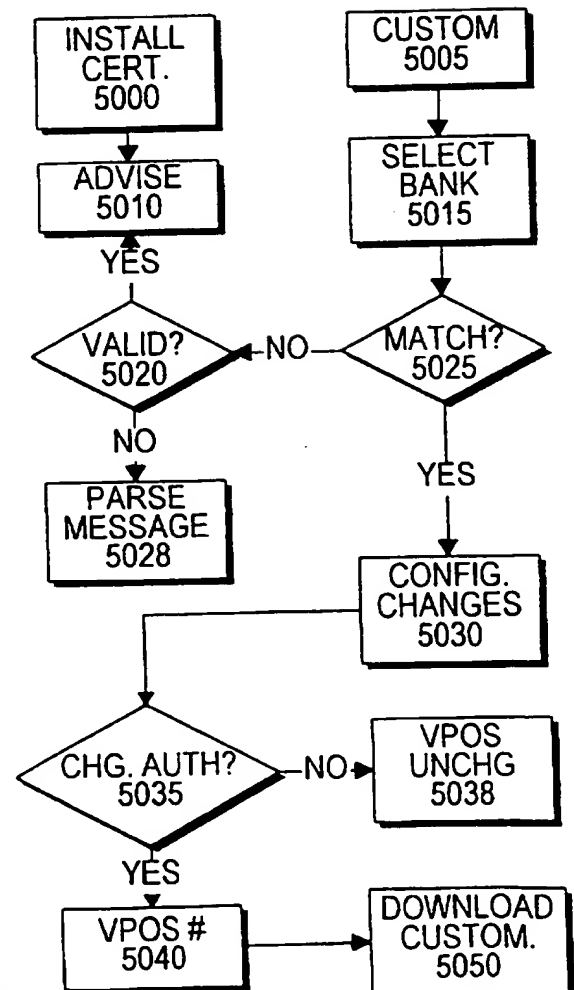 INSTALL
CERT.
5000
CUSTOM
5005
ADVISE
5010
SELECT
BANK
5015
YES
VALID?
5020
NO
MATCH?
5025
NO
YES
PARSE
MESSAGE
5028
CONFIG.
CHANGES
5030
CHG. AUTH?
5035
NO
VPOS
UNCHG
5038
YES
VPOS #
5040
DOWNLOAD
CUSTOM.
5050